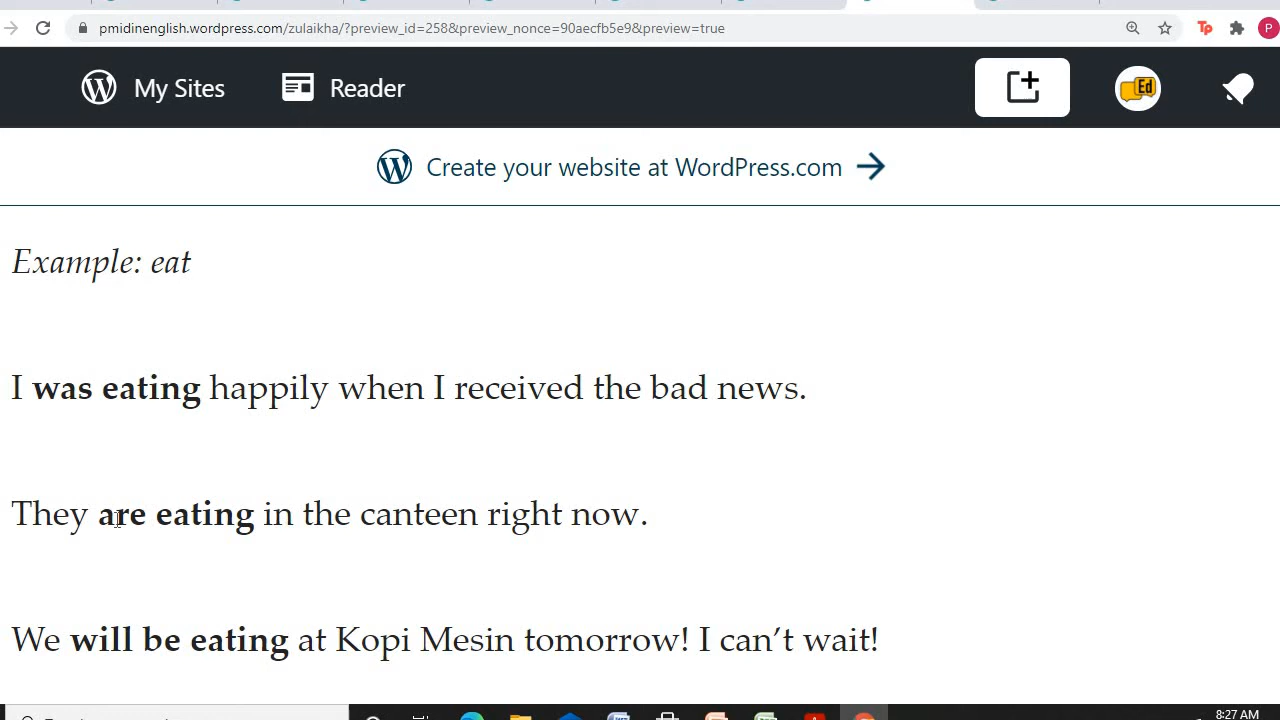 pmidinenglish.wordpress.com/zulaikha/?preview_id=258&preview_nonce=90aecfb5e9&preview=true
Tp
P
My Sites
Reader
Ed
Create your website at WordPress.com
Example: eat
I was eating happily when I received the bad news.
They are eating in the canteen right now.
We will be eating at Kopi Mesin tomorrow! I can’t wait!
8:27 AM